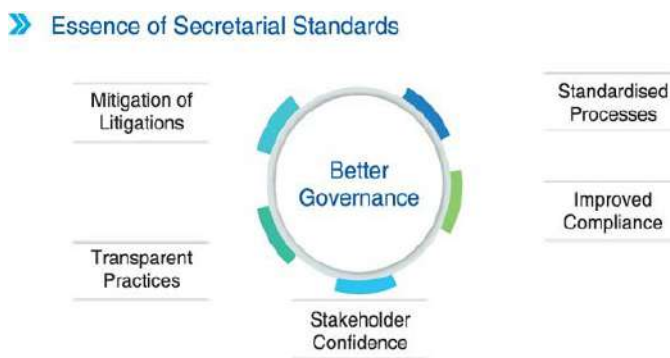 Essence of Secretarial Standards
Mitigation of
Litigations
Standardised
Processes
Better
Governance
Improved
Compliance
Transparent
Practices
Stakeholder
Confidence